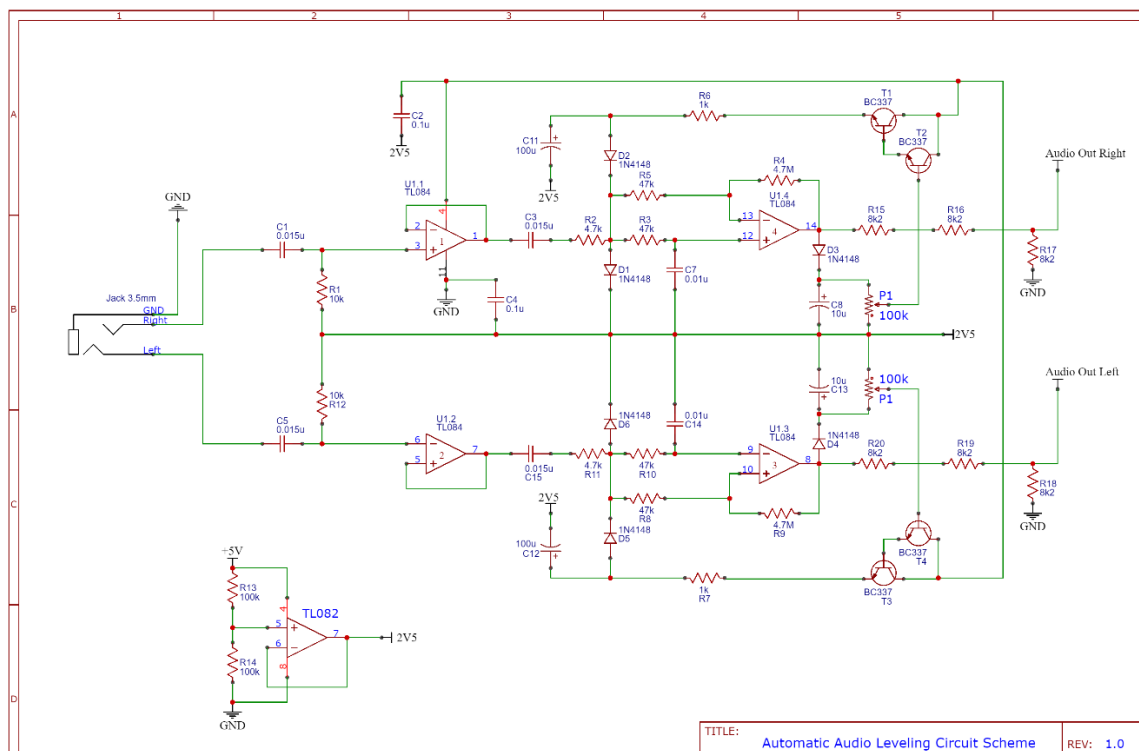 1 2 3 4 5
A
B
C
D
C2
0.1u
2V5
C11
100u
+
2V5
R6
1k
T1
BC337
T2
BC337
D2
1N4148
R5
47k
R4
4.7M
Audio Out Right
GND
U1.1
TL084
4
2
3
1
1
11
C1
0.015u
C3
0.015u
R2
4.7k
R3
47k
U1.4
TL084
13
12
4
14
R15
8k2
R16
8k2
R17
8k2
GND
D3
1N4148
D1
1N4148
C7
0.01u
R1
10k
GND
C4
0.1u
C8
10u
+
P1
100k
Jack 3.5mm
GND
Right
Left
2V5
10k
R12
10u
C13
+
100k
P1
Audio Out Left
C5
0.015u
U1.2
TL084
6
5
2
7
0.015u
C15
4.7k
R11
1N4148
D6
47k
R10
0.01u
C14
U1.3
TL084
9
10
3
8
1N4148
D4
R20
8k2
R19
8k2
R18
8k2
GND
47k
R8
4.7M
R9
2V5
100u
C12
+
1N4148
D5
1k
R7
BC337
T4
BC337
T3
+5V
R13
100k
R14
100k
GND
TL082
4
5
6
8
7
2V5
TITLE:
Automatic Audio Leveling Circuit Scheme
REV: 1.0